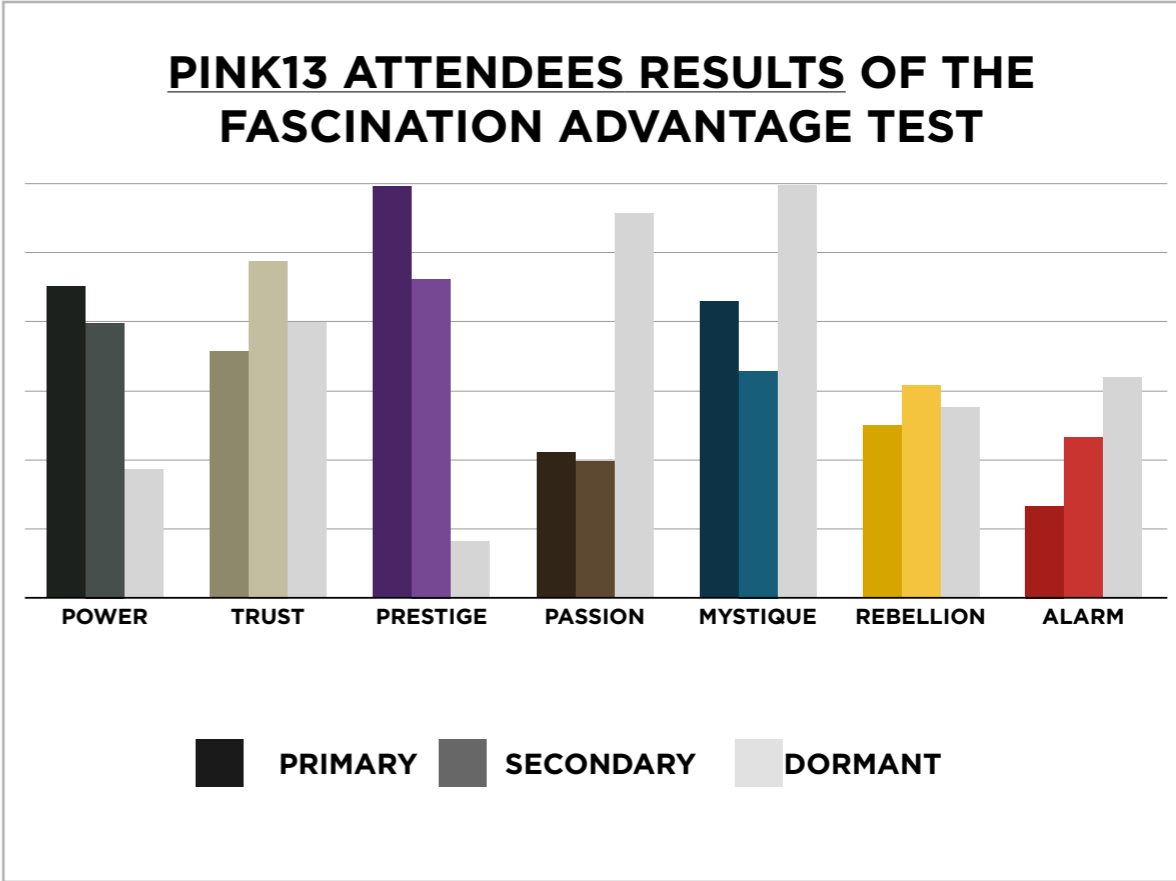 PINK13 ATTENDEES RESULTS OF THE
FASCINATION ADVANTAGE TEST
POWER TRUST PRESTIGE PASSION MYSTIQUE REBELLION ALARM
PRIMARY SECONDARY DORMANT